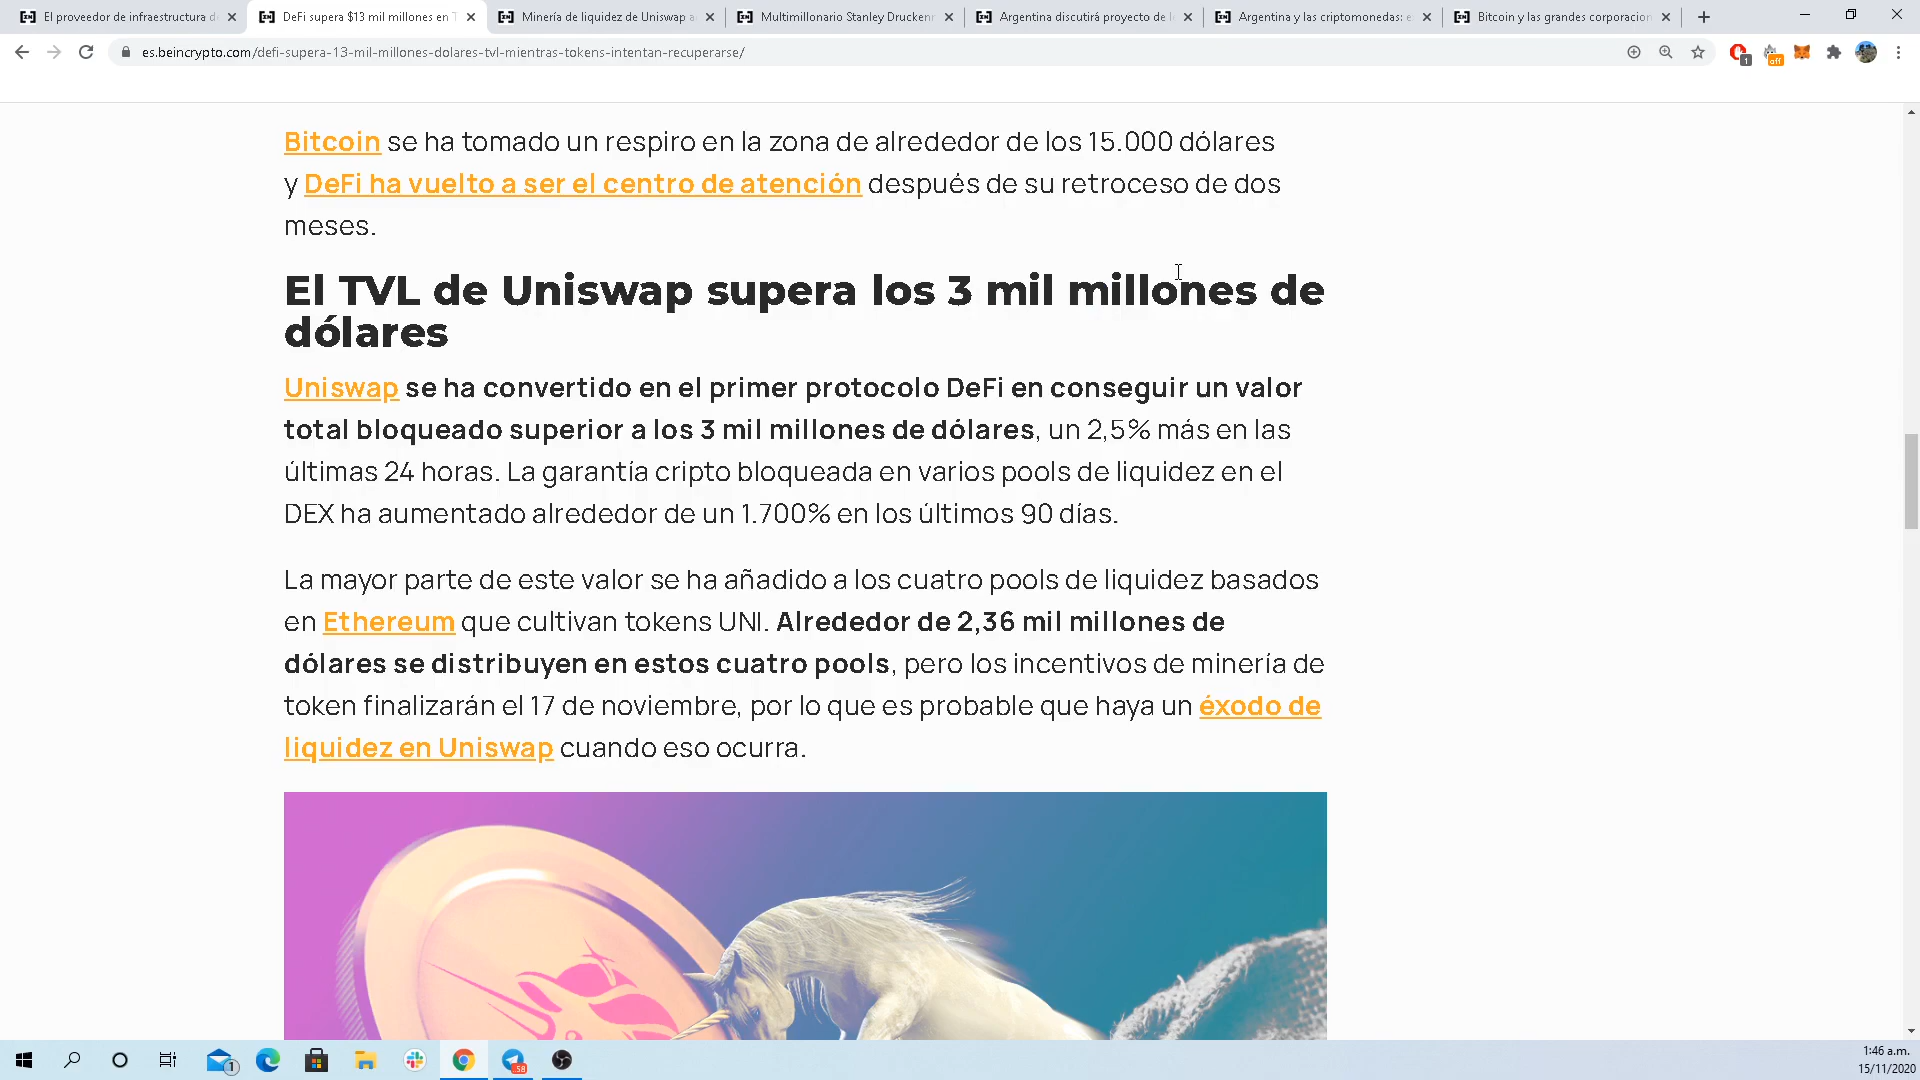 El proveedor de infraestructura d
DeFi supera $13 mil millones en T
Minería de liquidez de Uniswap a
Multimillonario Stanley Druckenm
Argentina discutirá proyecto de l
Argentina y las criptomonedas: e
Bitcoin y las grandes corporacion
es.beincrypto.com/defi-supera-13-mil-millones-dolares-tvl-mientras-tokens-intentan-recuperarse/
1
off
Bitcoin se ha tomado un respiro en la zona de alrededor de los 15.000 dólares
y DeFi ha vuelto a ser el centro de atención después de su retroceso de dos
meses.
El TVL de Uniswap supera los 3 mil millones de
dólares
Uniswap se ha convertido en el primer protocolo DeFi en conseguir un valor
total bloqueado superior a los 3 mil millones de dólares, un 2,5% más en las
últimas 24 horas. La garantía cripto bloqueada en varios pools de liquidez en el
DEX ha aumentado alrededor de un 1.700% en los últimos 90 días.
La mayor parte de este valor se ha añadido a los cuatro pools de liquidez basados
en Ethereum que cultivan tokens UNI. Alrededor de 2,36 mil millones de
dólares se distribuyen en estos cuatro pools, pero los incentivos de minería de
token finalizarán el 17 de noviembre, por lo que es probable que haya un éxodo de
liquidez en Uniswap cuando eso ocurra.
1
58
1:46 a.m.
15/11/2020